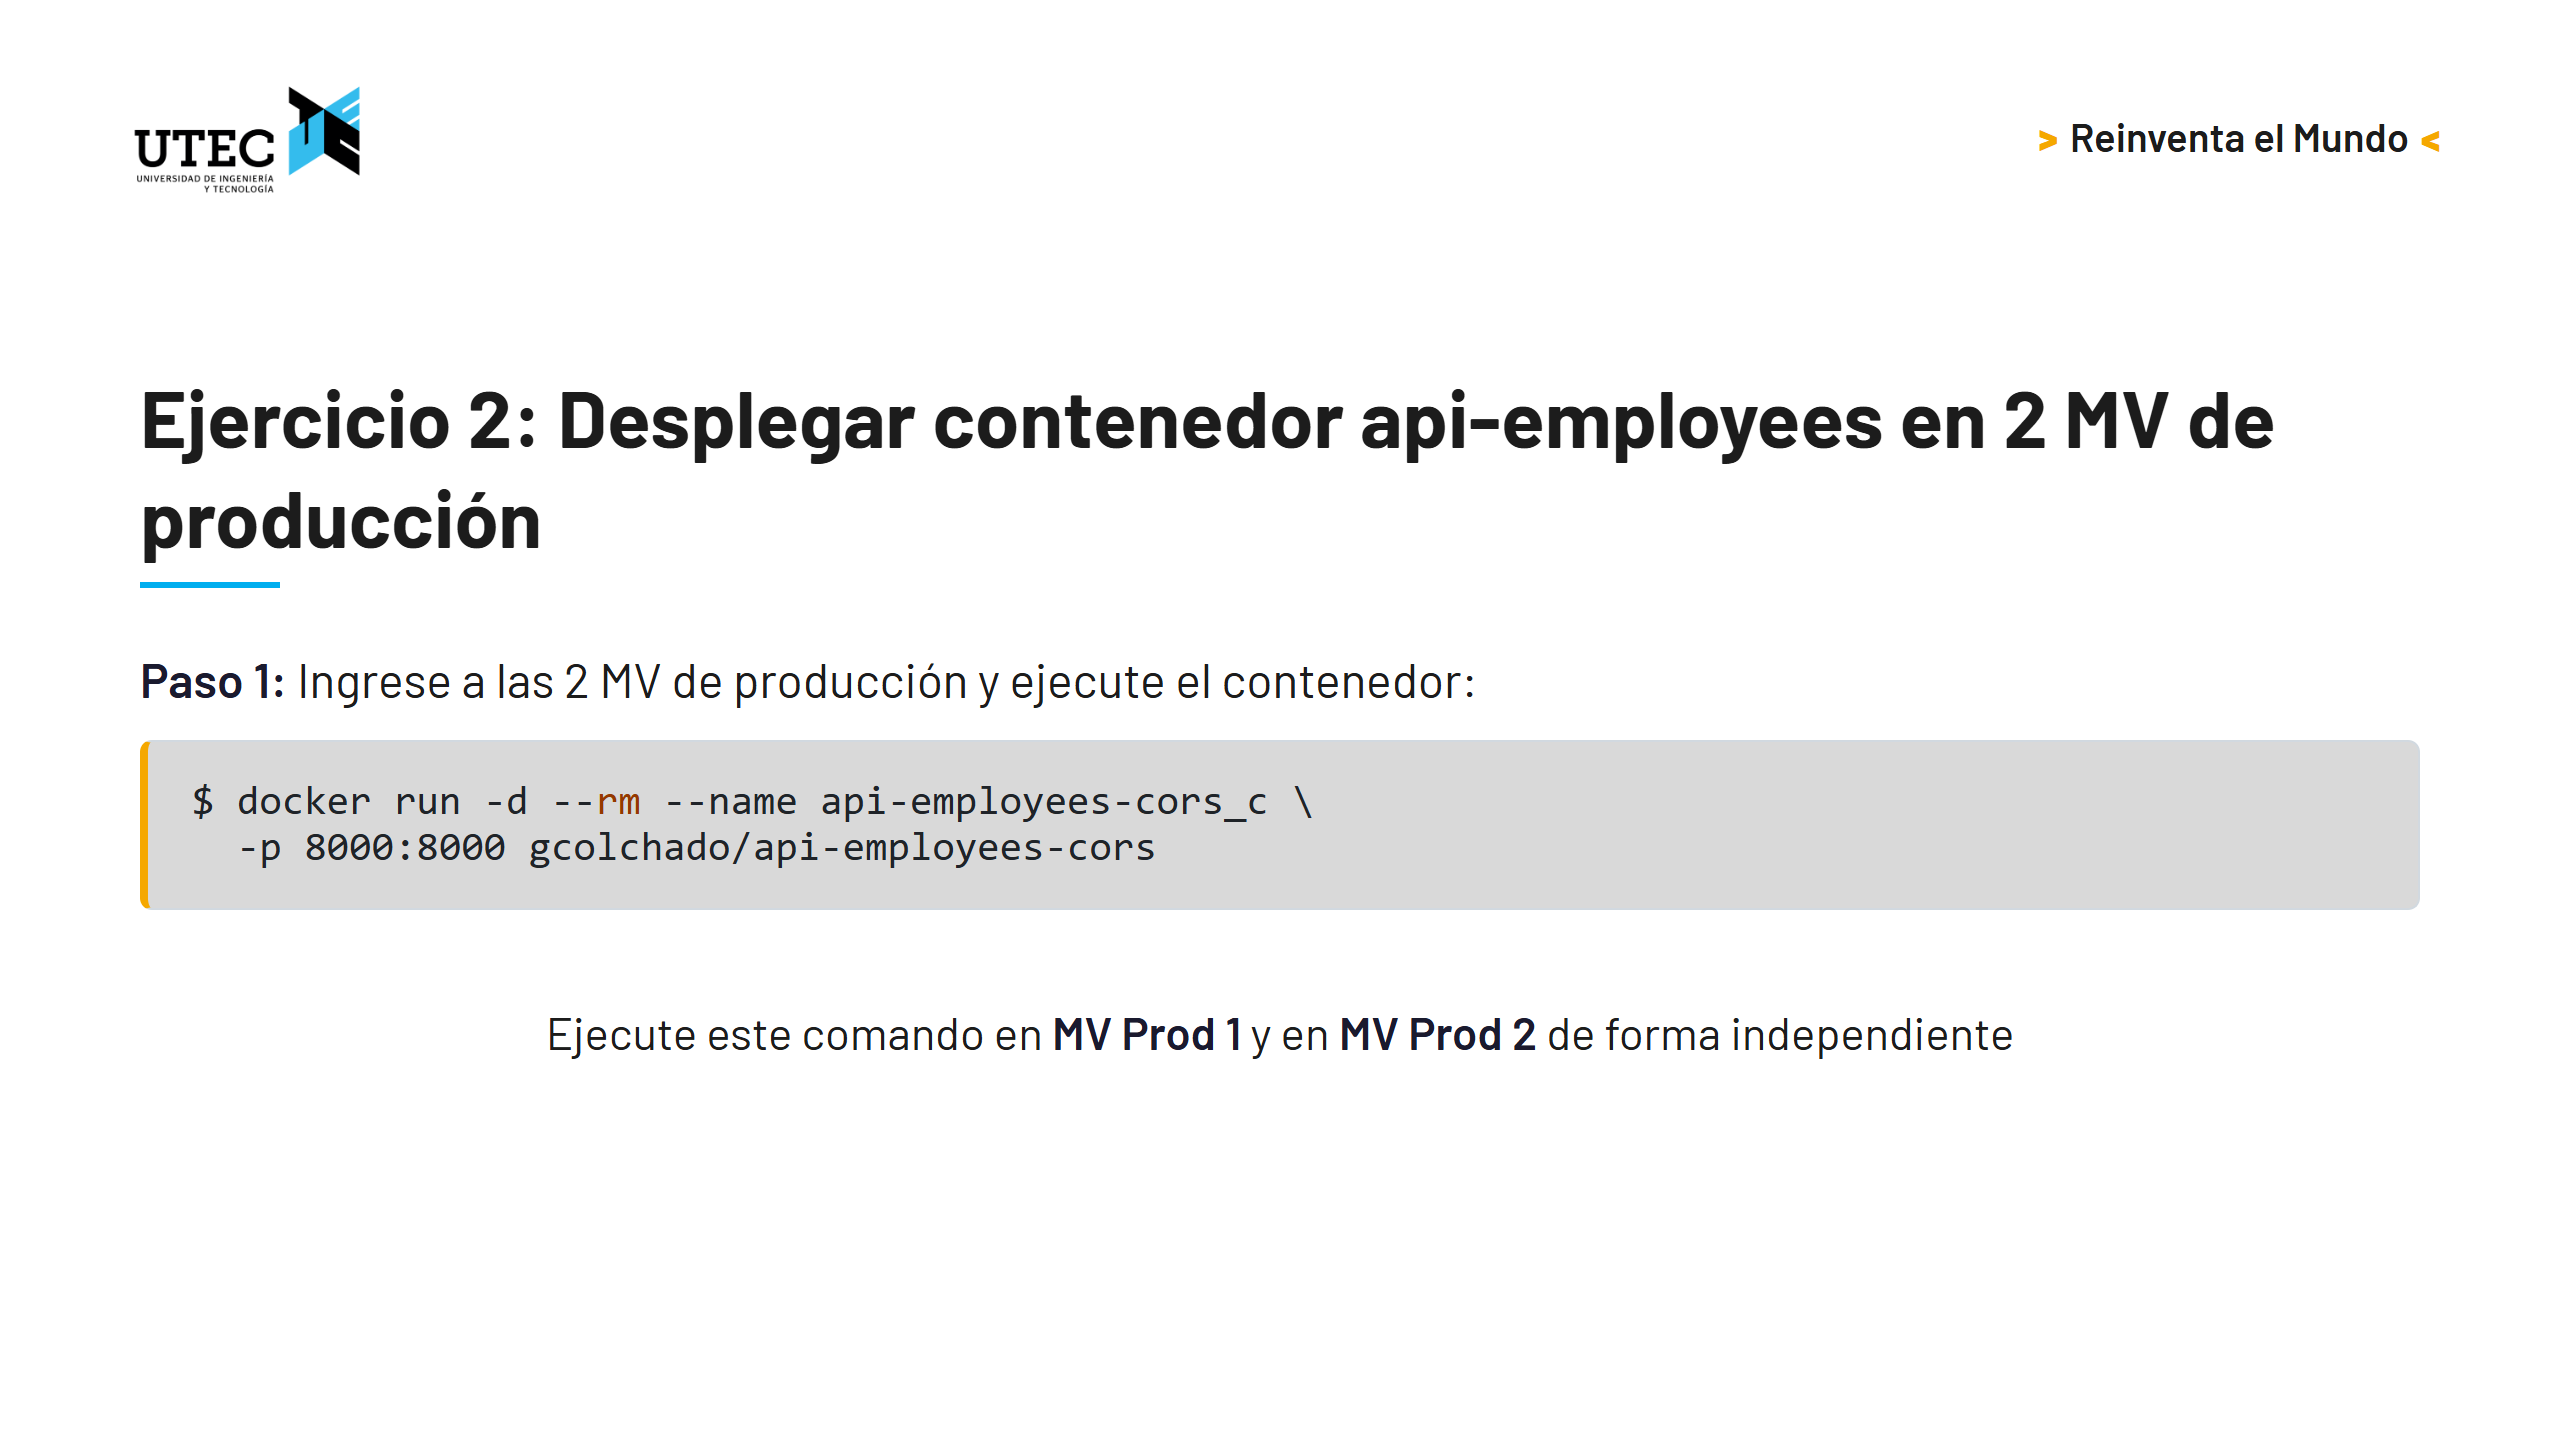 UTEC
UNIVERSIDAD DE INGENIERÍA
Y TECNOLOGÍA
> Reinventa el Mundo <
Ejercicio 2: Desplegar contenedor api-employees en 2 MV de
producción
Paso 1: Ingrese a las 2 MV de producción y ejecute el contenedor:
$ docker run -d --rm --name api-employees-cors_c \
-p 8000:8000 gcolchado/api-employees-cors
Ejecute este comando en MV Prod 1 y en MV Prod 2 de forma independiente